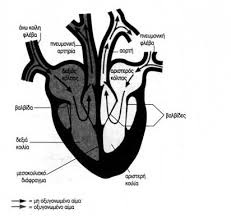 άνω κοίλη
φλέβα
πνευμονική
αρτηρία
αορτή
πνευμονική
φλέβα
δεξιός
κόλπος
αριστερός
κόλπος
βαλβίδα
βαλβίδες
δεξιά
κοιλία
μεσοκοιλιακό
διάφραγμα
αριστερή
κοιλία
= μη οξυγονωμένο αίμα
= οξυγονωμένο αίμα